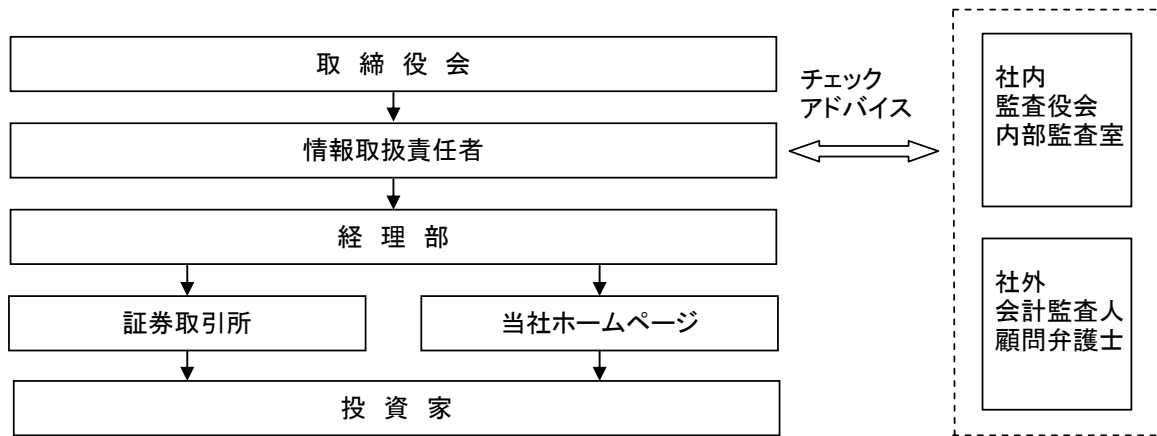 取締役会
情報取扱責任者
経理部
証券取引所
当社ホームページ
投資家
チェック
アドバイス
社内
監査役会
内部監査室
社外
会計監査人
顧問弁護士